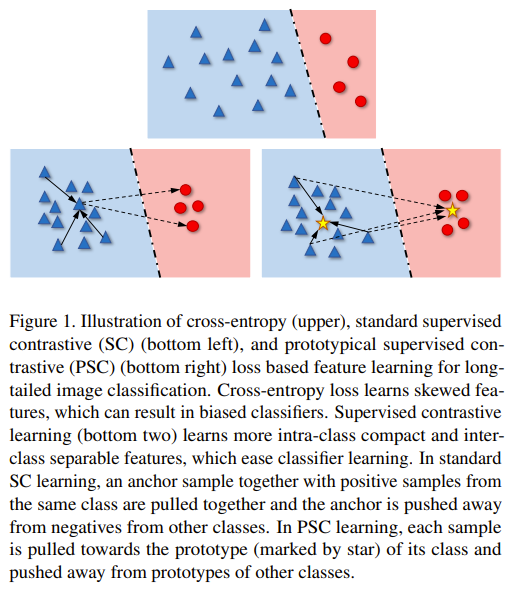 Figure 1. Illustration of cross-entropy (upper), standard supervised
contrastive (SC) (bottom left), and prototypical supervised con-
trastive (PSC) (bottom right) loss based feature learning for long-
tailed image classification. Cross-entropy loss learns skewed fea-
tures, which can result in biased classifiers. Supervised contrastive
learning (bottom two) learns more intra-class compact and inter-
class separable features, which ease classifier learning. In standard
SC learning, an anchor sample together with positive samples from
the same class are pulled together and the anchor is pushed away
from negatives from other classes. In PSC learning, each sample
is pulled towards the prototype (marked by star) of its class and
pushed away from prototypes of other classes.